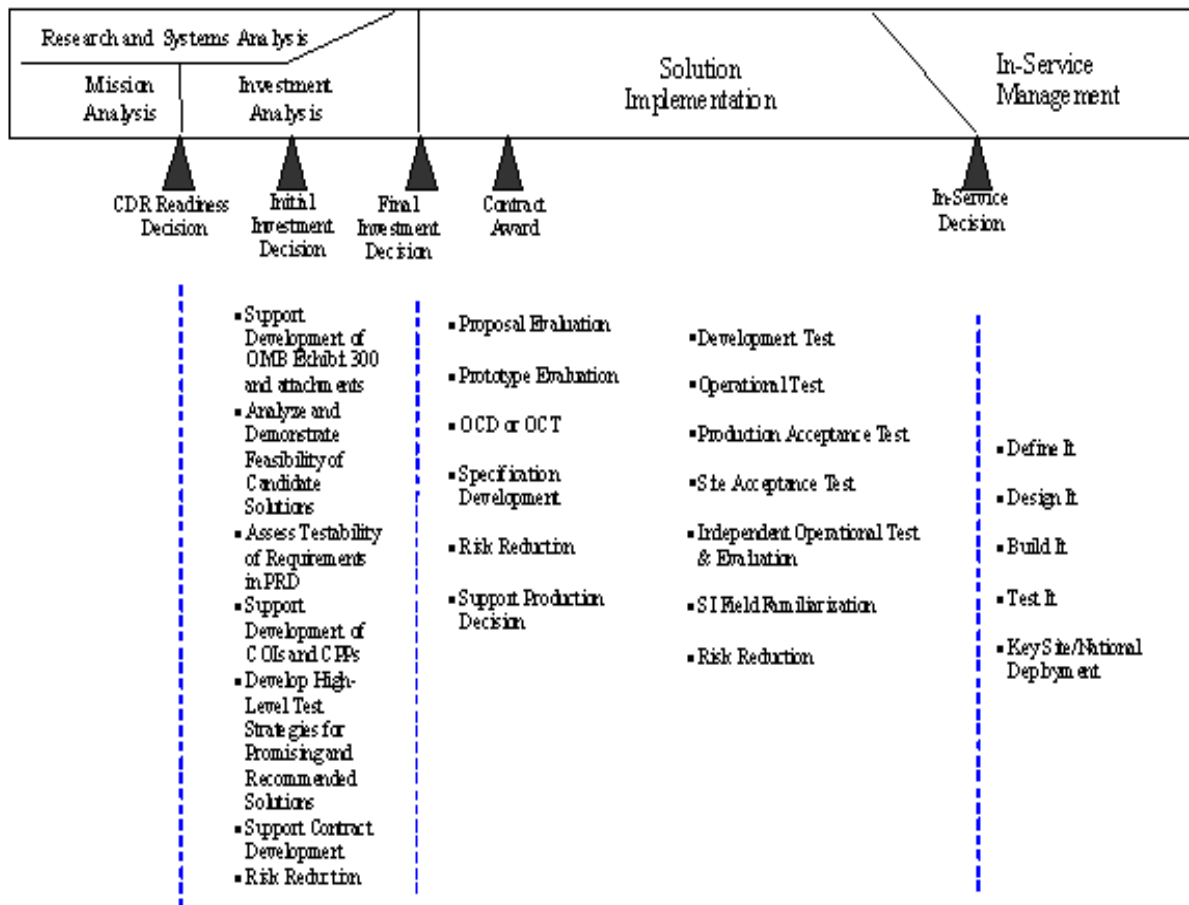 Research and Systems Analysis
Mission
Analysis
Investment
Analysis
Solution
Implementation
In-Service
Management
CDR Readiness
Decision
Initial
Investment
Decision
Final
Investment
Decision
Contract
Award
In-Service
Decision
▪ Support
Development of
OMB Exhibit 300
and attachments
▪ Analyze and
Demonstrate
Feasibility of
Candidate
Solutions
▪ Assess Testability
of Requirements
in PRD
▪ Support
Development of
COIs and CPPs
▪ Develop High-
Level Test
Strategies for
Promising and
Recommended
Solutions
▪ Support Contract
Development
▪ Risk Reduction
▪ Proposal Evaluation
▪ Prototype Evaluation
▪ OCD or OCT
▪ Specification
Development
▪ Risk Reduction
▪ Support Production
Decision
▪ Development Test
▪ Operational Test
▪ Production Acceptance Test
▪ Site Acceptance Test
▪ Independent Operational Test
& Evaluation
▪ SI Field Familiarization
▪ Risk Reduction
▪ Define It
▪ Design It
▪ Build It
▪ Test It
▪ Key Site/National
Deployment